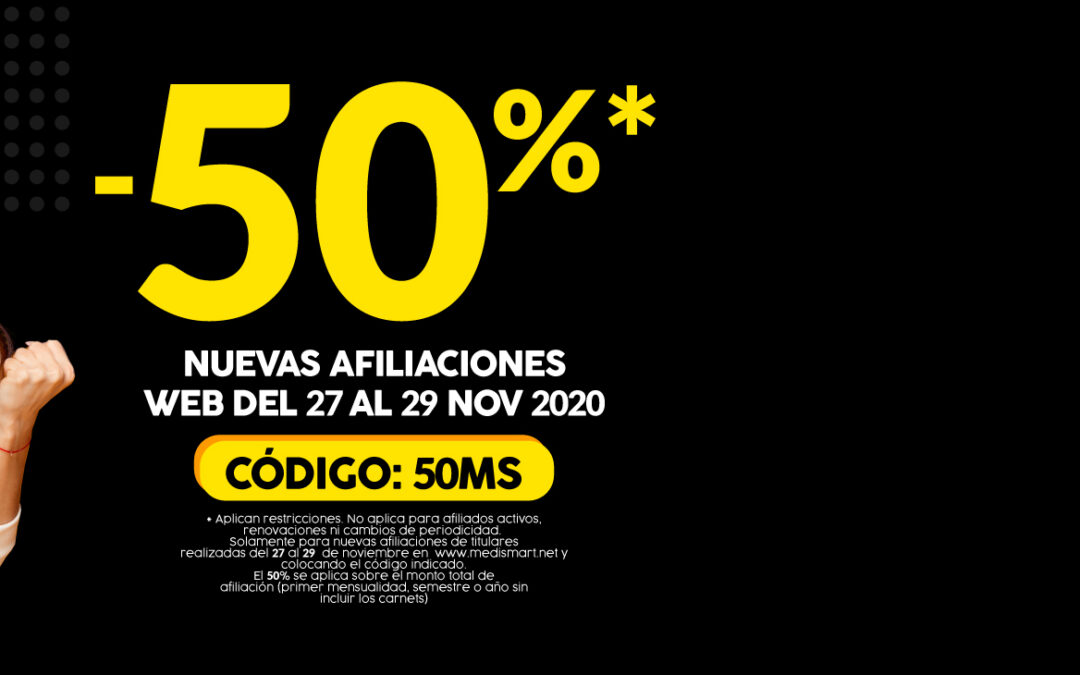 -50%*
NUEVAS AFILIACIONES
WEB DEL 27 AL 29 NOV 2020
CÓDIGO: 50MS
* Aplican restricciones. No aplica para afiliados activos,
renovaciones ni cambios de periodicidad.
Solamente para nuevas afiliaciones de titulares
realizadas del 27 al 29 de noviembre en www.medismart.net y
colocando el código indicado.
El 50% se aplica sobre el monto total de
afiliación (primer mensualidad, semestre o año sin
incluir los carnets)